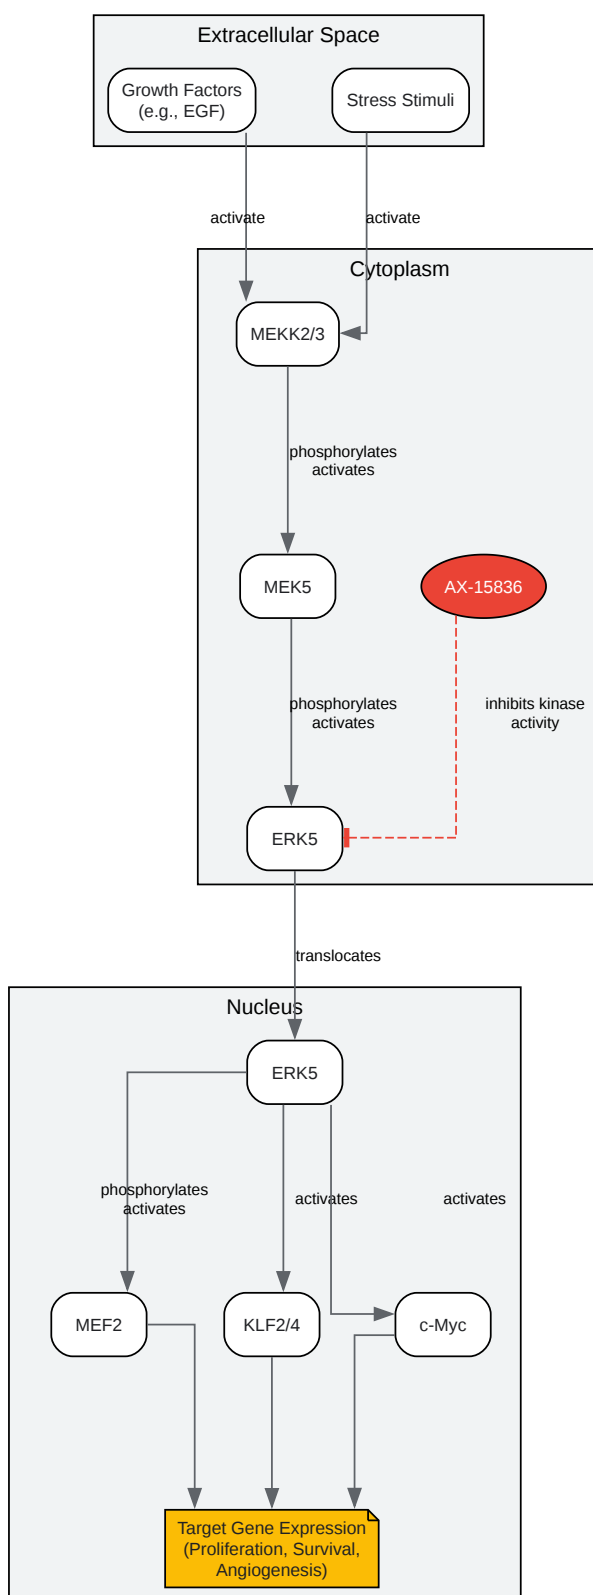 Extracellular Space
Growth Factors
(e.g., EGF)
Stress Stimuli
activate
activate
Cytoplasm
MEKK2/3
phosphorylates
activates
MEK5
AX-15836
phosphorylates
activates
inhibits kinase
activity
ERK5
translocates
Nucleus
ERK5
phosphorylates
activates
activates
activates
MEF2
KLF2/4
c-Myc
Target Gene Expression
(Proliferation, Survival,
Angiogenesis)